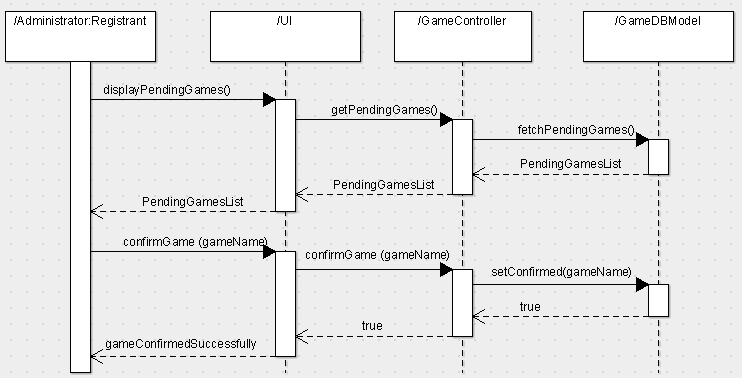 /Administrator:Registrant
/UI
/GameController
/GameDBModel
displayPendingGames()
getPendingGames()
fetchPendingGames()
PendingGamesList
PendingGamesList
PendingGamesList
confirmGame (gameName)
confirmGame (gameName)
setConfirmed(gameName)
true
true
gameConfirmedSuccessfully